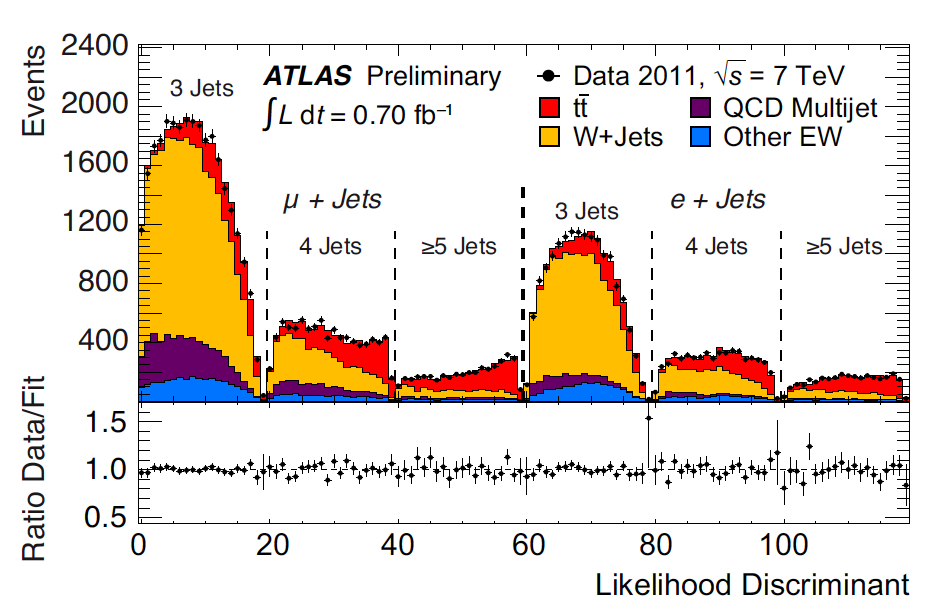 2400
2000
1600
1200
800
400
Events
3 Jets
ATLAS Preliminary
∫L dt = 0.70 fb⁻¹
Data 2011, √s = 7 TeV
tt̄
QCD Multijet
W+Jets
Other EW
μ + Jets
4 Jets
≥5 Jets
3 Jets
e + Jets
4 Jets
≥5 Jets
Ratio Data/Fit
1.5
1.0
0.5
0 20 40 60 80 100
Likelihood Discriminant